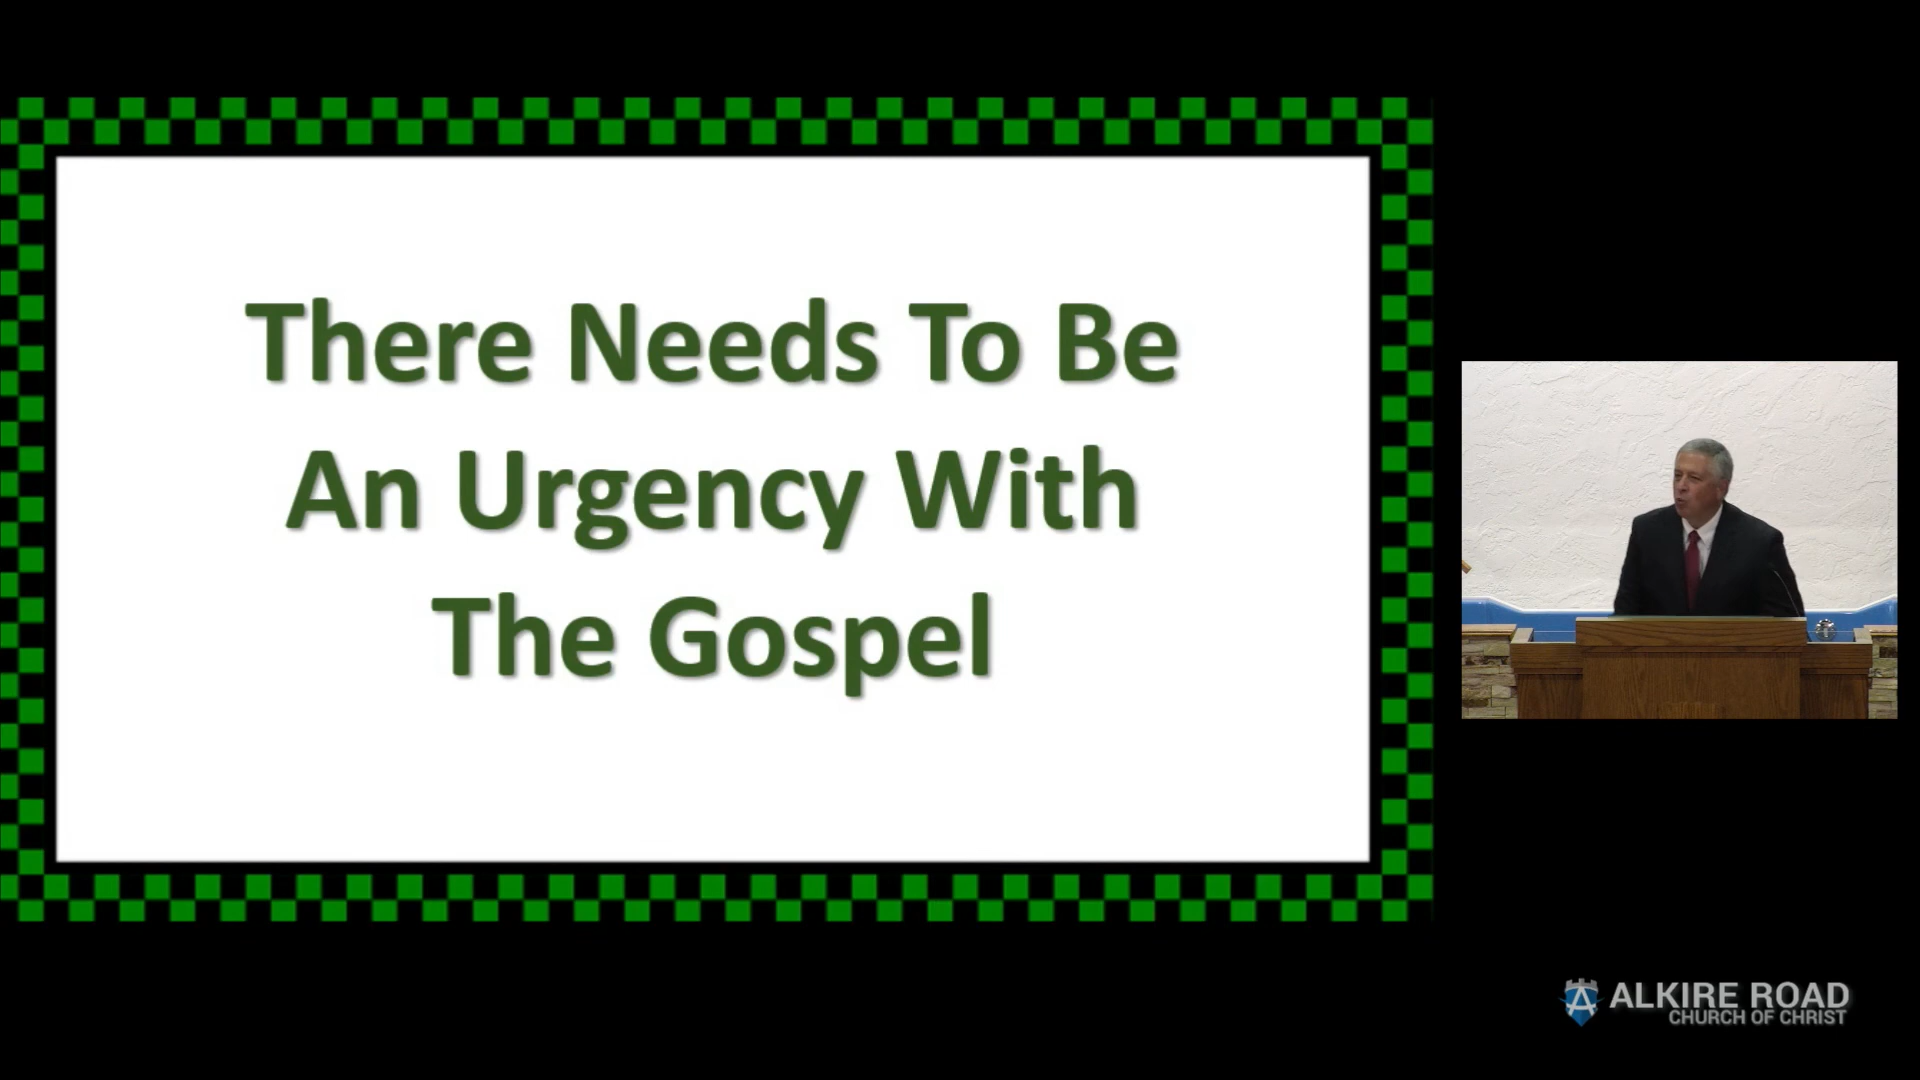 There Needs To Be
An Urgency With
The Gospel
ALKIRE ROAD
CHURCH OF CHRIST